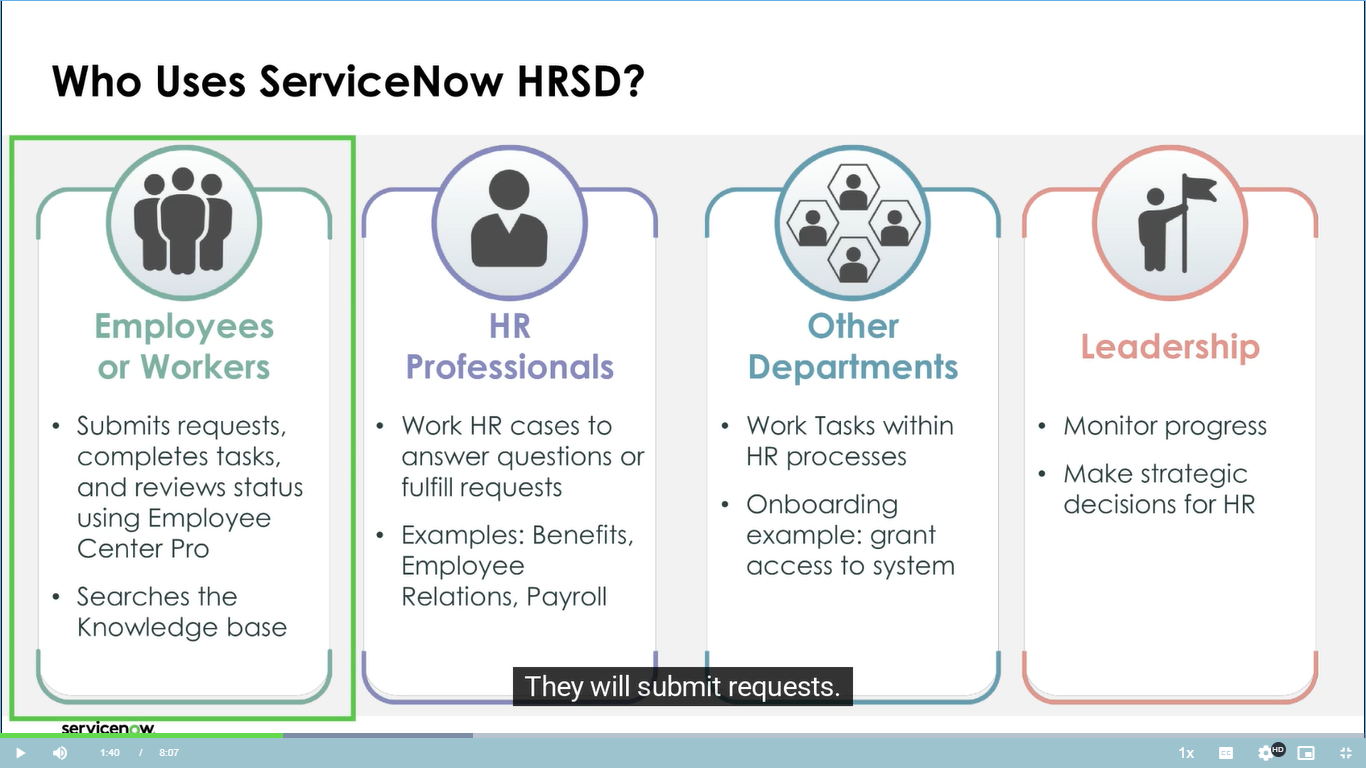 Who Uses ServiceNow HRSD?
Employees
or Workers
• Submits requests,
completes tasks,
and reviews status
using Employee
Center Pro
• Searches the
Knowledge base
HR
Professionals
• Work HR cases to
answer questions or
fulfill requests
• Examples: Benefits,
Employee
Relations, Payroll
Other
Departments
• Work Tasks within
HR processes
• Onboarding
example: grant
access to system
Leadership
• Monitor progress
• Make strategic
decisions for HR
They will submit requests.
servicenow.
1:40 / 8:07
1x
CC
HD